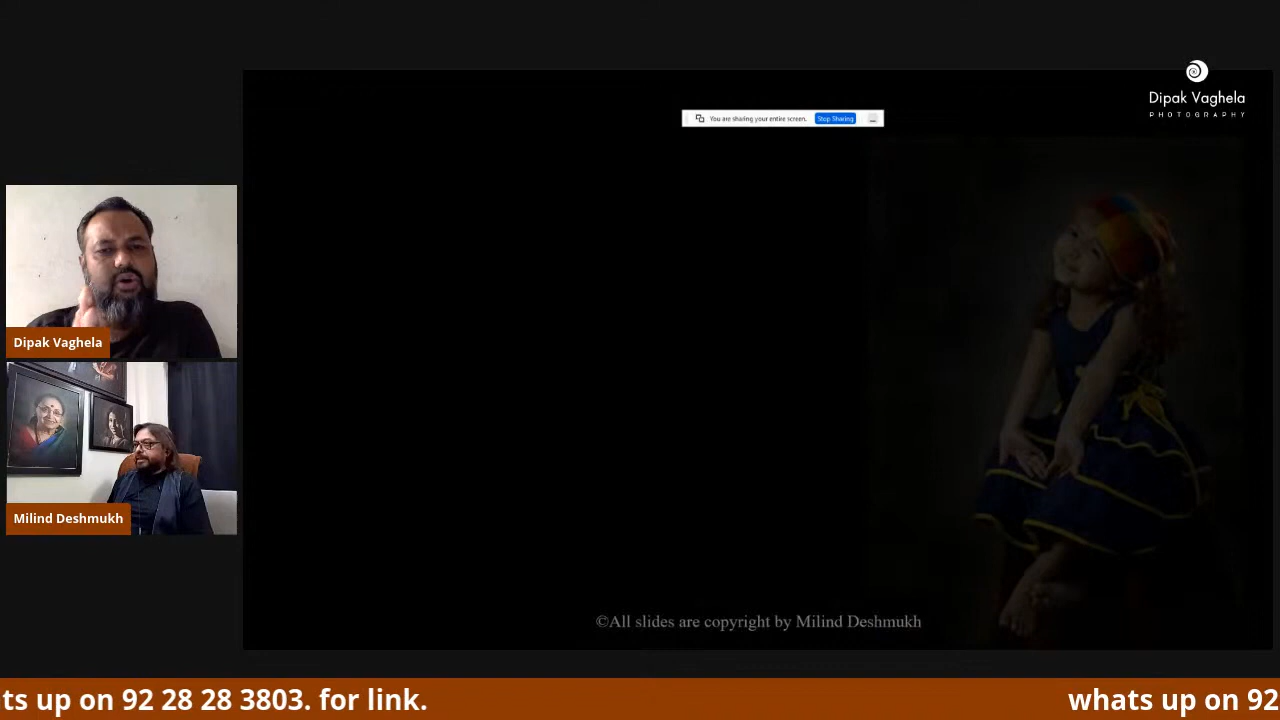 Dipak Vaghela
PHOTOGRAPHY
You are sharing your entire screen.
Stop Sharing
Dipak Vaghela
Milind Deshmukh
©All slides are copyright by Milind Deshmukh
ts up on 92 28 28 3803. for link.
whats up on 92